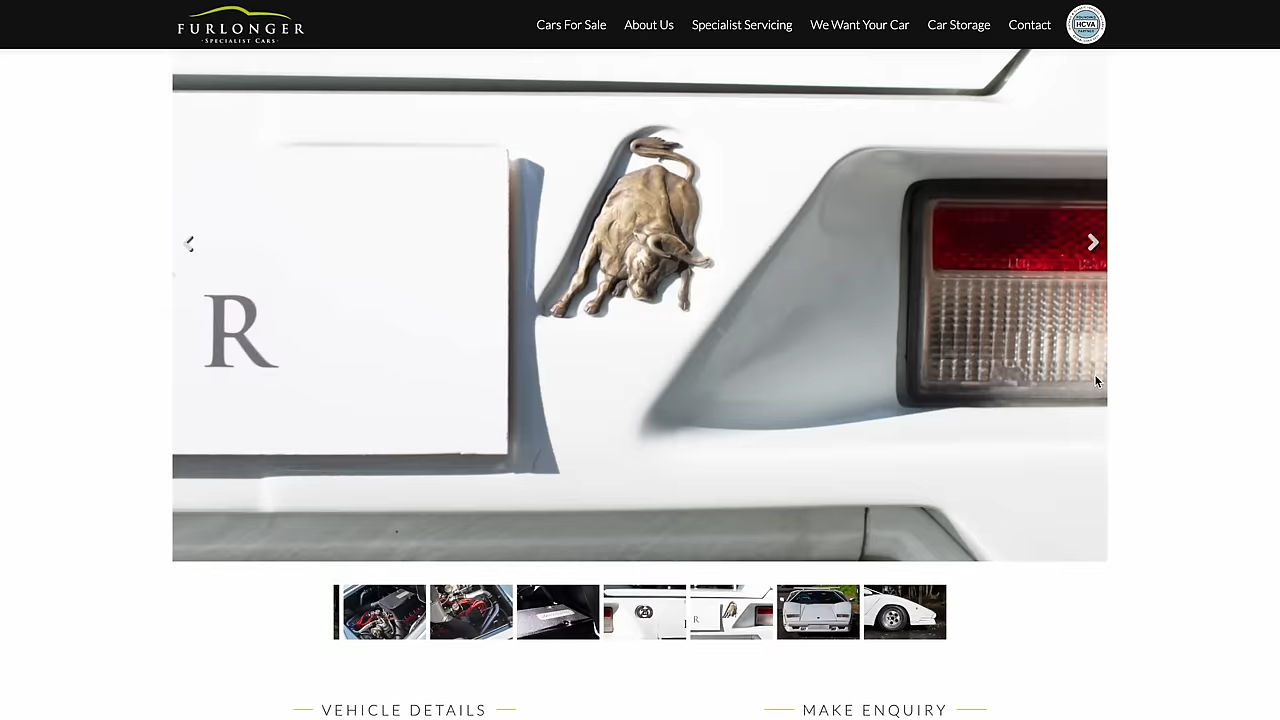 FURLONGER
·SPECIALIST CARS·
Cars For Sale
About Us
Specialist Servicing
We Want Your Car
Car Storage
Contact
HCVA
R
R
VEHICLE DETAILS
MAKE ENQUIRY